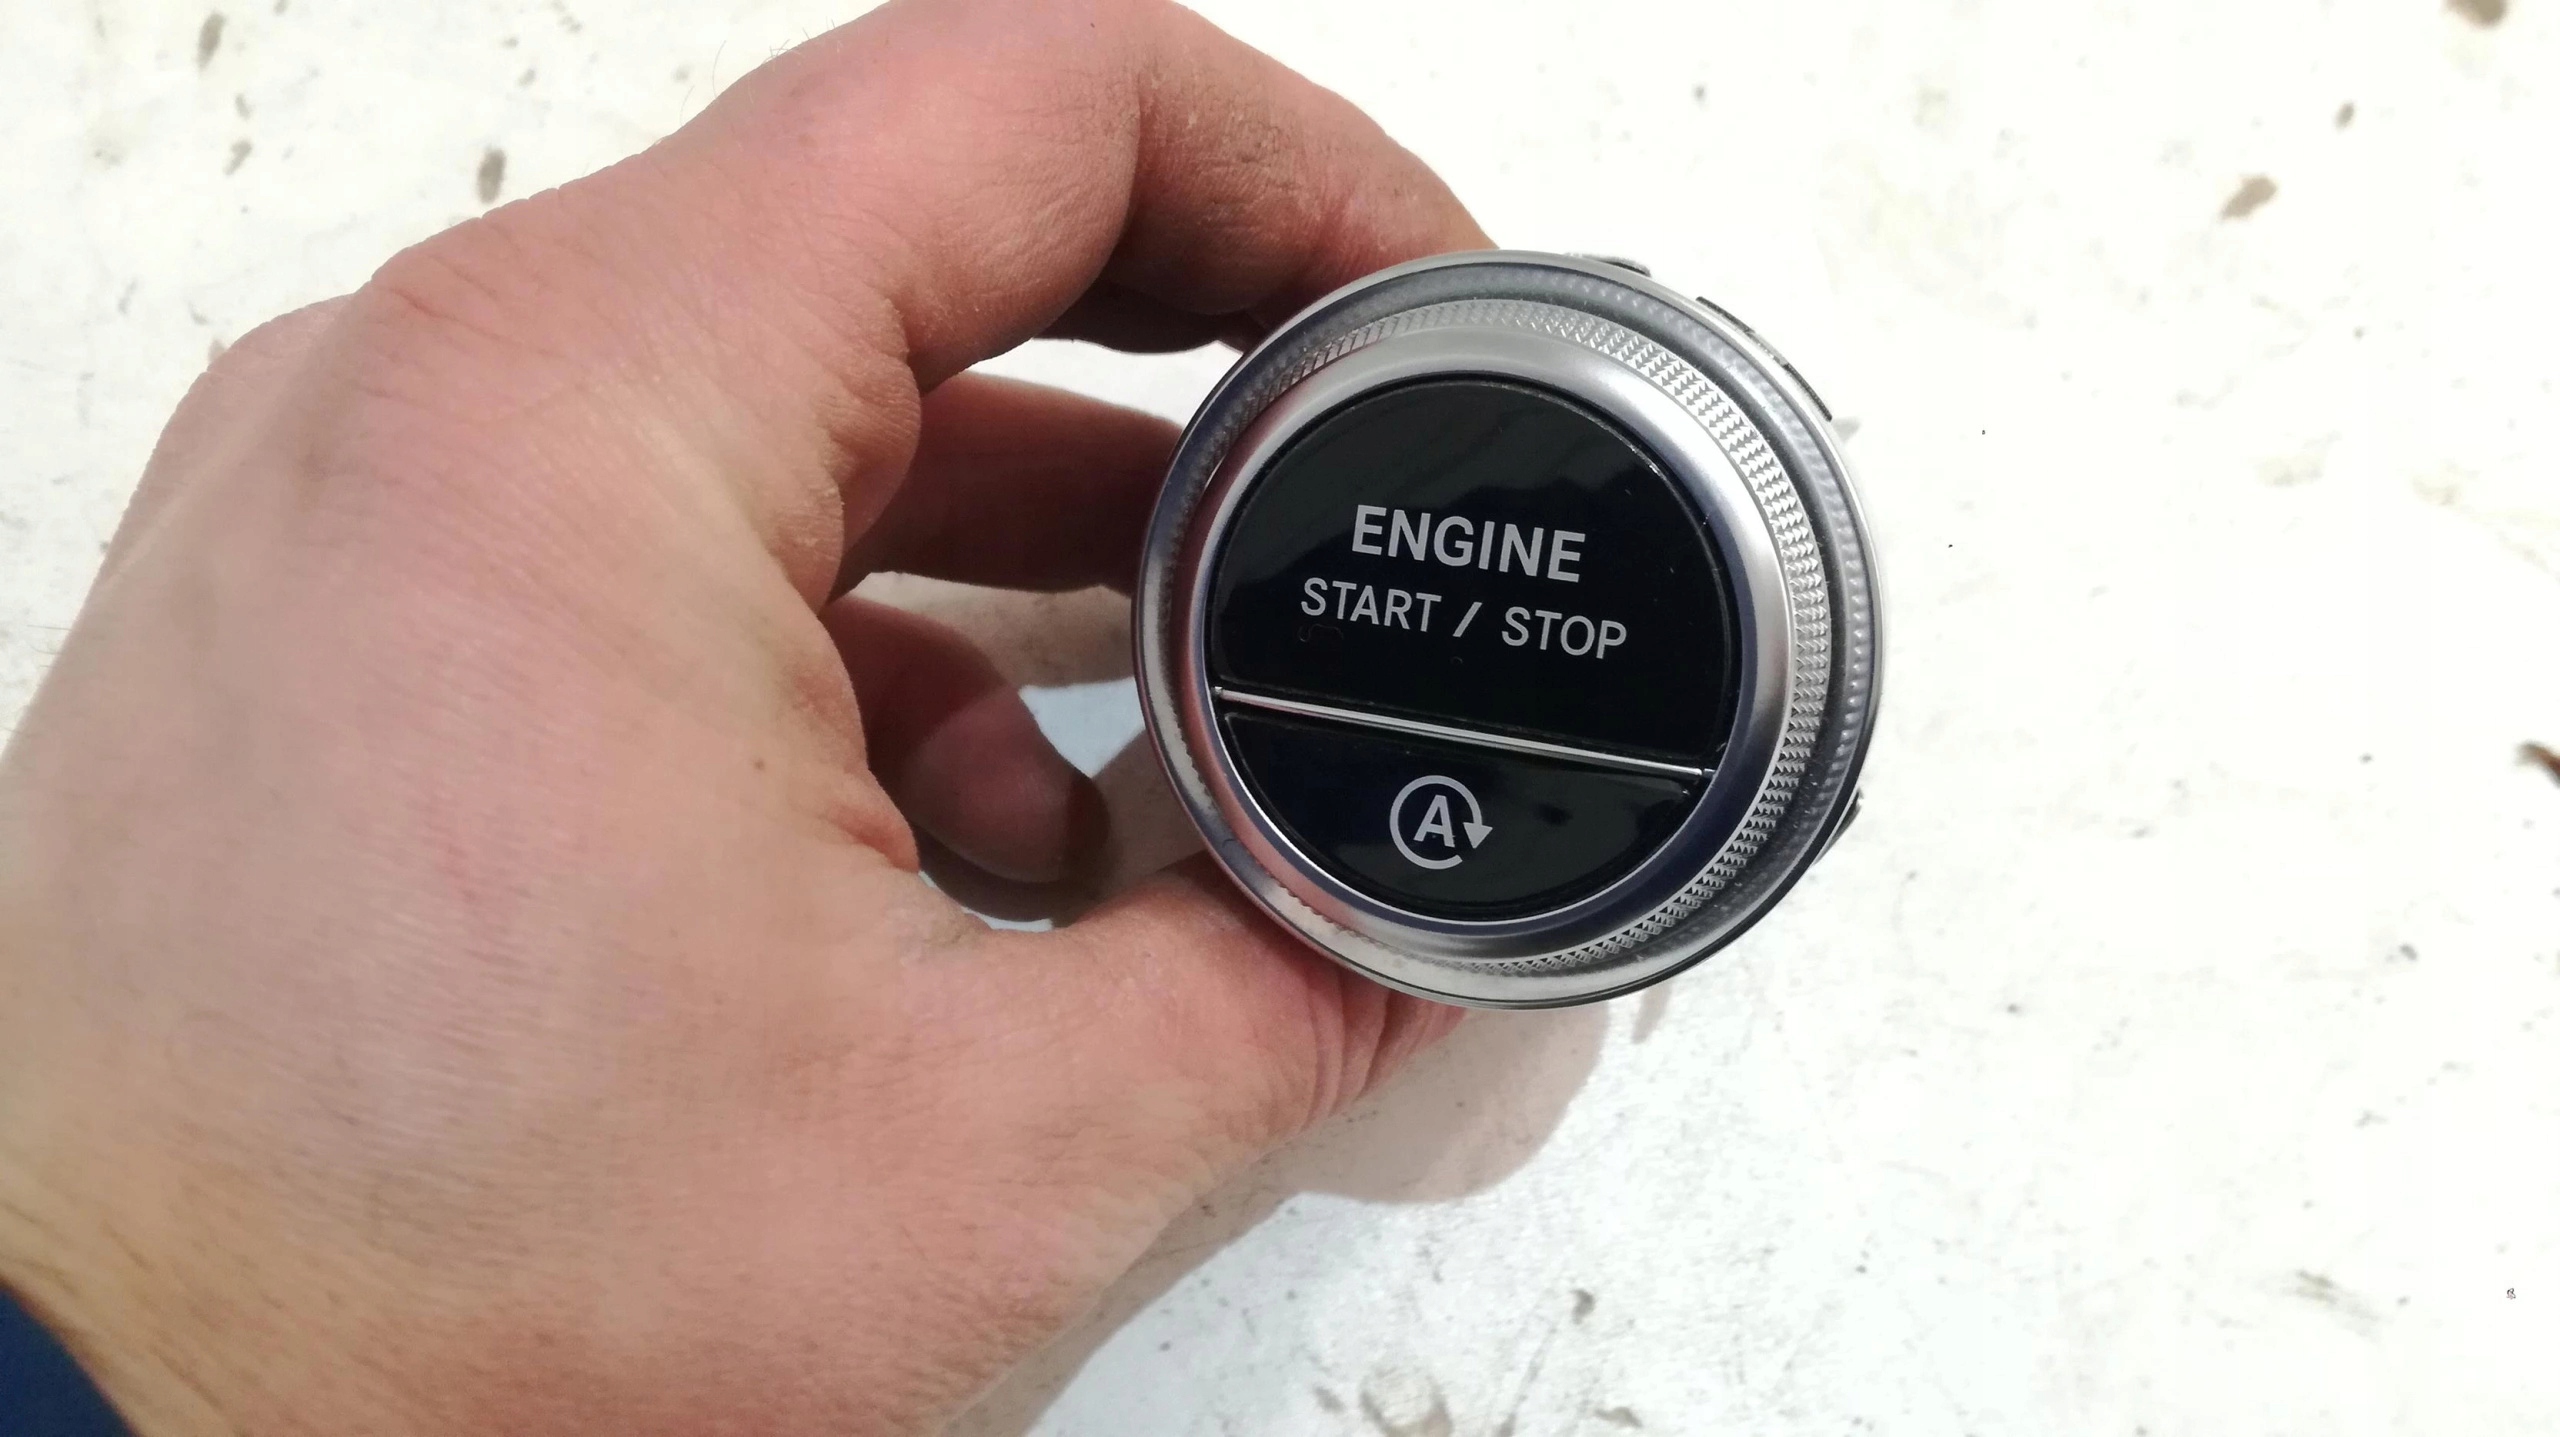 ENGINE
START / STOP
A